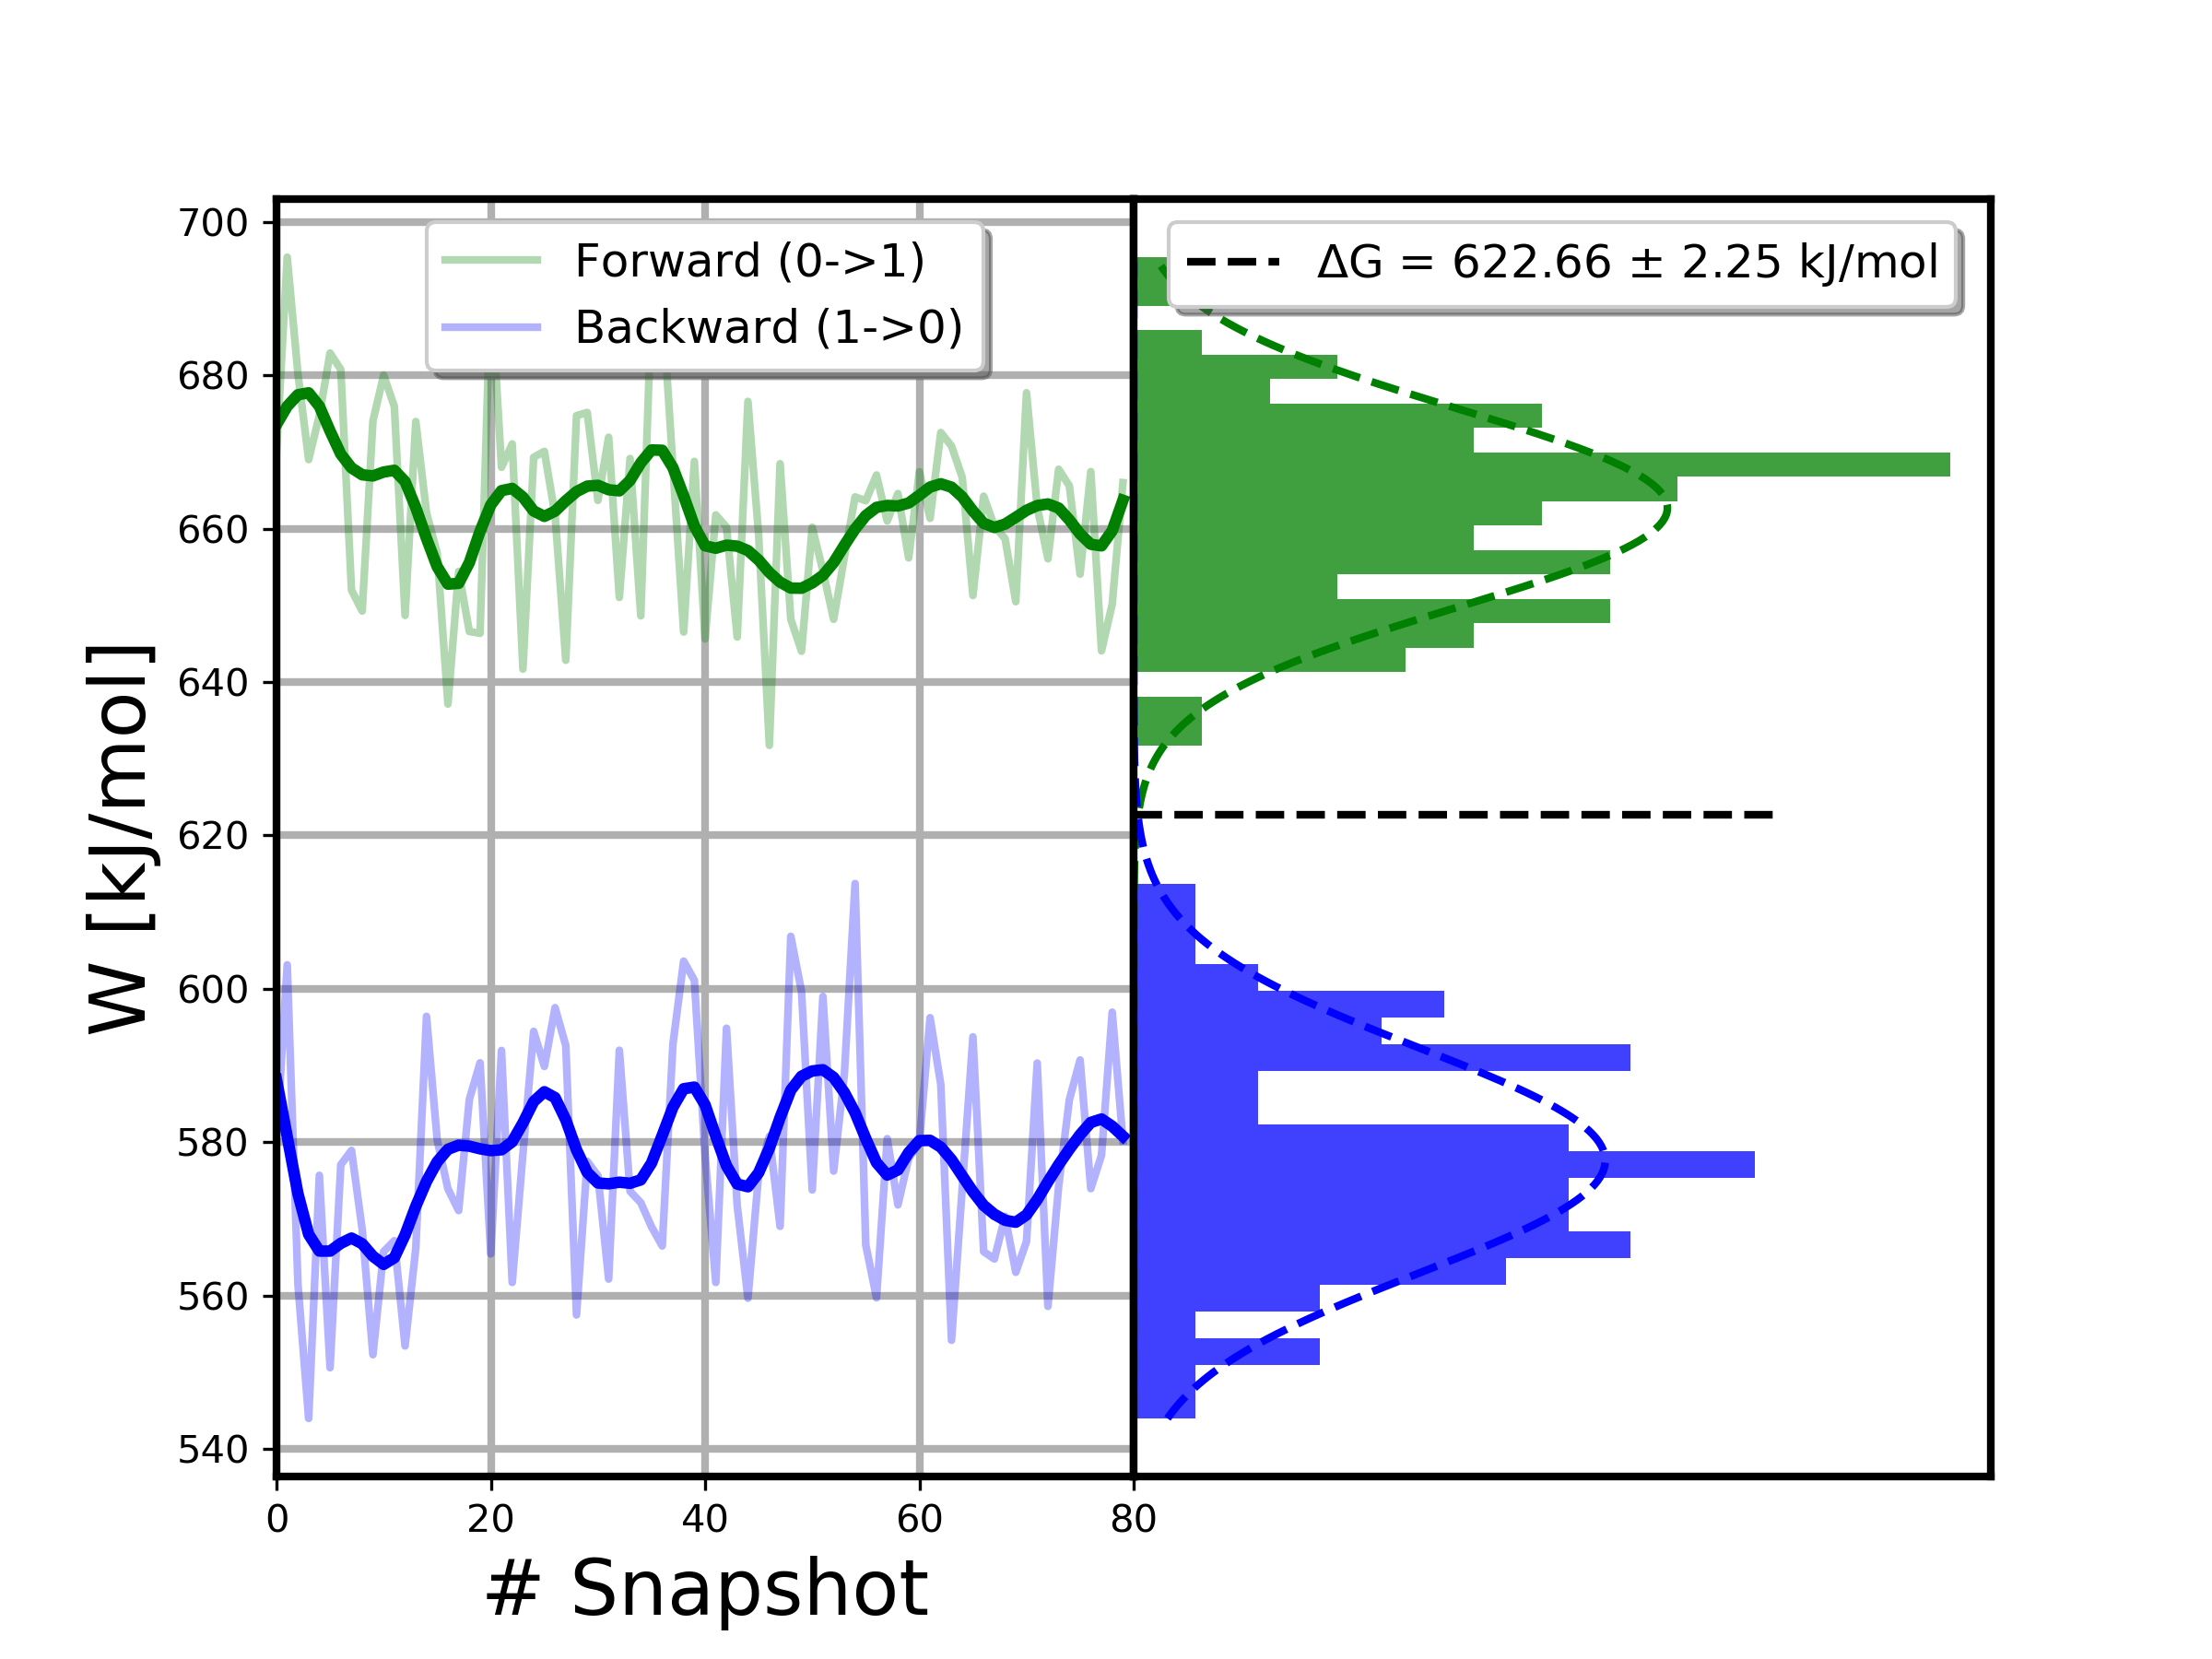 Forward (0->1)
Backward (1->0)
ΔG = 622.66 ± 2.25 kJ/mol
W [kJ/mol]
700
680
660
640
620
600
580
560
540
0 20 40 60 80
# Snapshot